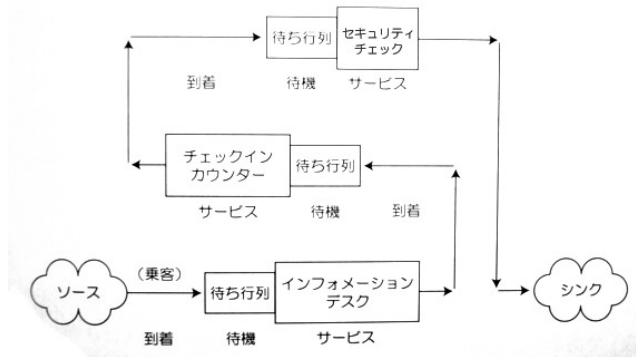 待ち行列
セキュリティ
チェック
到着
待機
サービス
チェックイン
カウンター
待ち行列
サービス
待機
到着
(乗客)
ソース
待ち行列
インフォメーション
デスク
シンク
到着
待機
サービス